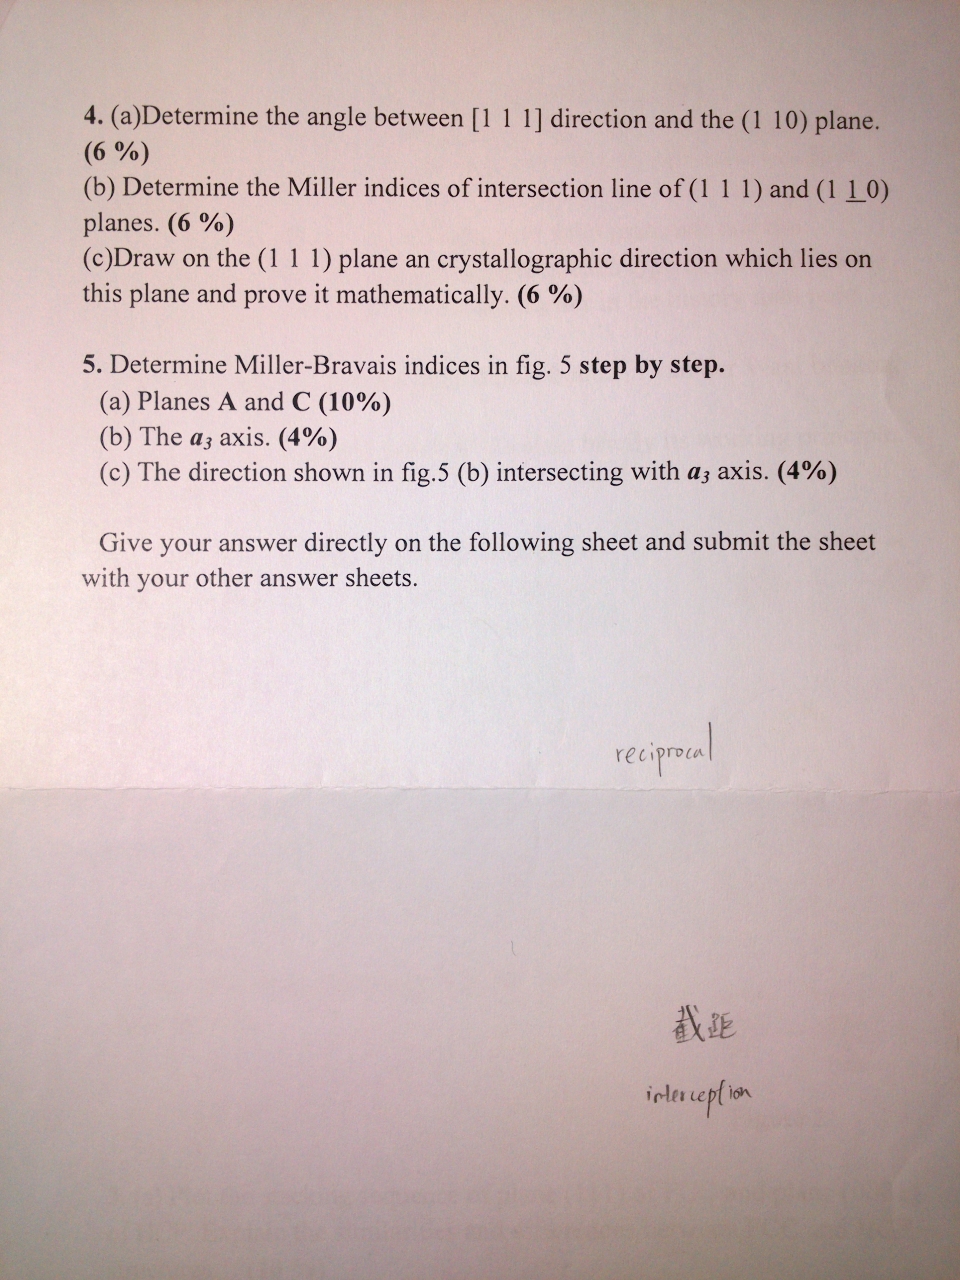 4. (a)Determine the angle between [1 1 1] direction and the (1 10) plane.
(6 %)
(b) Determine the Miller indices of intersection line of (1 1 1) and (1 1 0)
planes. (6 %)
(c)Draw on the (1 1 1) plane an crystallographic direction which lies on
this plane and prove it mathematically. (6 %)
5. Determine Miller-Bravais indices in fig. 5 step by step.
(a) Planes A and C (10%)
(b) The a3 axis. (4%)
(c) The direction shown in fig.5 (b) intersecting with a3 axis. (4%)
Give your answer directly on the following sheet and submit the sheet
with your other answer sheets.
reciprocal
截距
interception